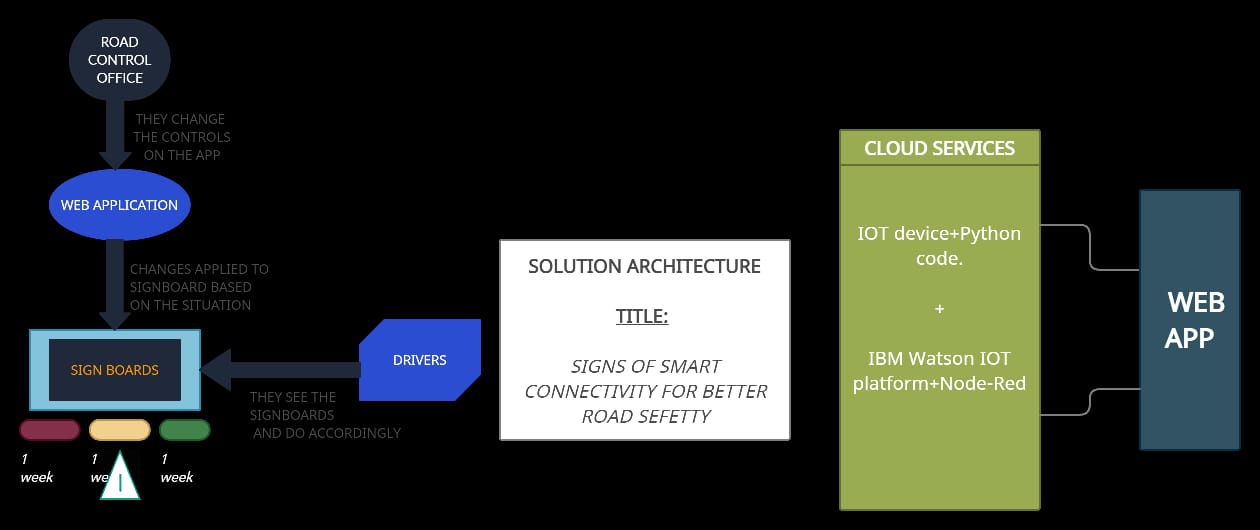 ROAD
CONTROL
OFFICE
THEY CHANGE
THE CONTROLS
ON THE APP
WEB APPLICATION
CHANGES APPLIED TO
SIGNBOARD BASED
ON THE SITUATION
SIGN BOARDS
DRIVERS
THEY SEE THE
SIGNBOARDS
AND DO ACCORDINGLY
1
week
1
we
1
week
SOLUTION ARCHITECTURE
TITLE:
SIGNS OF SMART
CONNECTIVITY FOR BETTER
ROAD SEFETTY
CLOUD SERVICES
IOT device+Python
code.
+
IBM Watson IOT
platform+Node-Red
WEB
APP